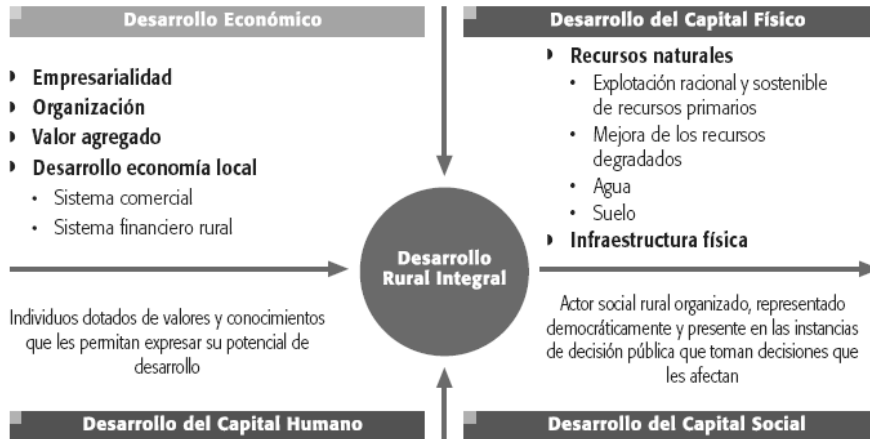 Desarrollo Económico
Empresarialidad
Organización
Valor agregado
Desarrollo economía local
• Sistema comercial
• Sistema financiero rural
Desarrollo del Capital Físico
Recursos naturales
• Explotación racional y sostenible
de recursos primarios
• Mejora de los recursos
degradados
• Agua
• Suelo
Infraestructura física
Desarrollo
Rural Integral
Individuos dotados de valores y conocimientos
que les permitan expresar su potencial de
desarrollo
Desarrollo del Capital Humano
Actor social rural organizado, representado
democráticamente y presente en las instancias
de decisión pública que toman decisiones que
les afectan
Desarrollo del Capital Social